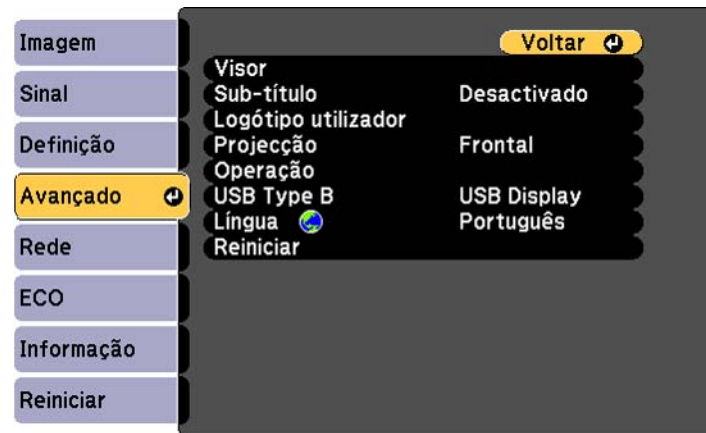 Imagem
Sinal
Definição
Avançado
Rede
ECO
Informação
Reiniciar
Voltar
Visor
Sub-título Desactivado
Logótipo utilizador
Projecção Frontal
Operação
USB Type B USB Display
Língua Português
Reiniciar